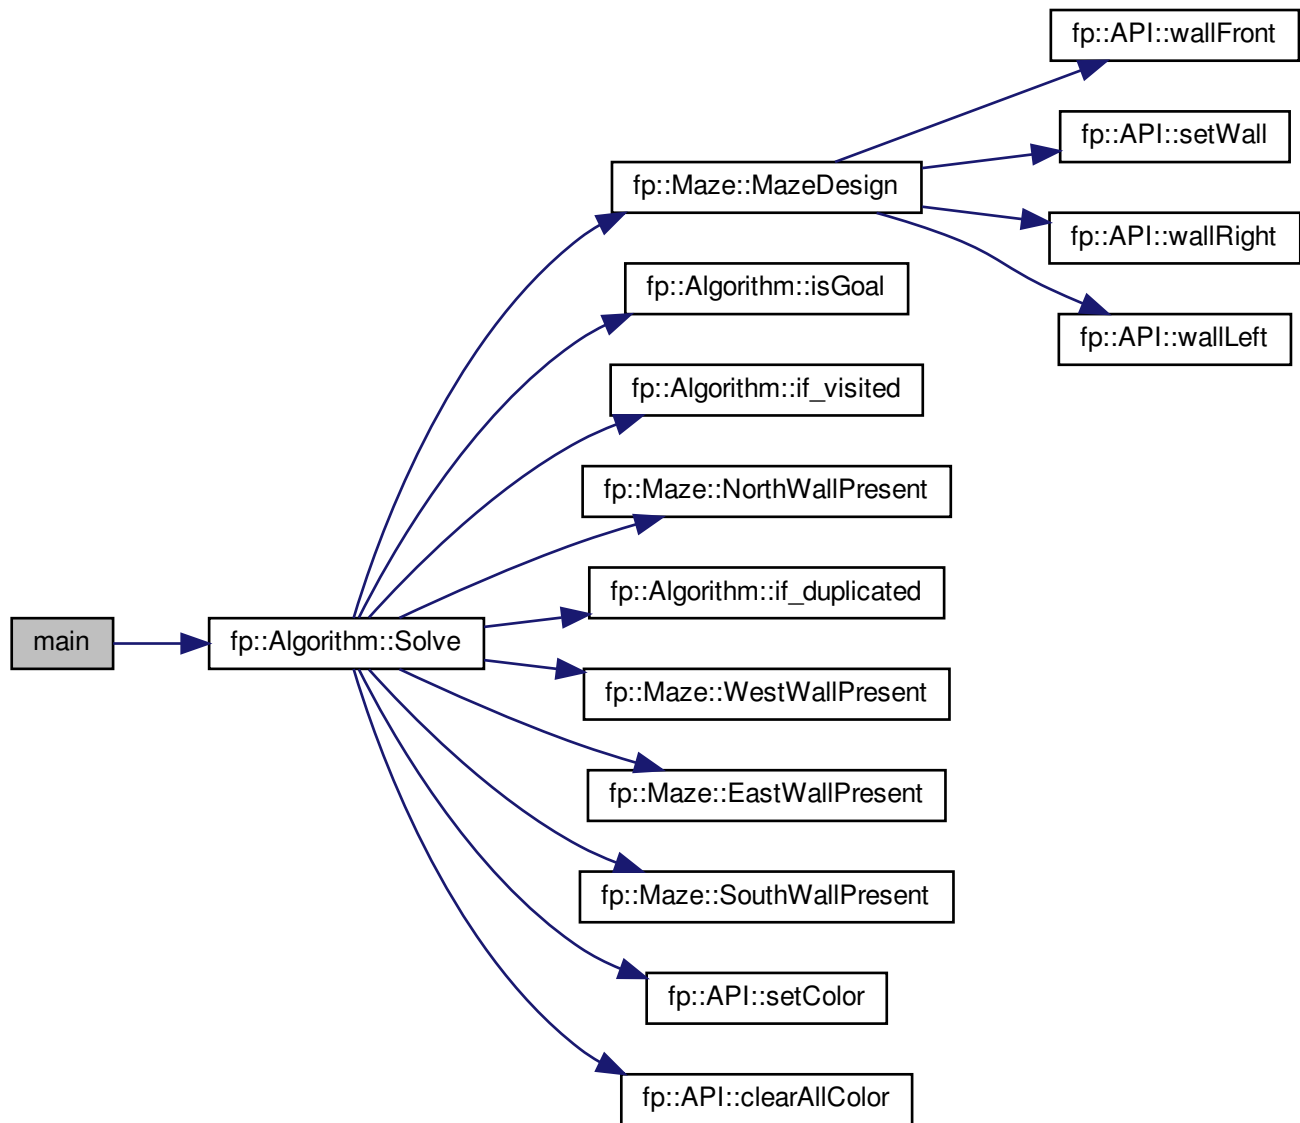 fp::API::wallFront
fp::API::setWall
fp::Maze::MazeDesign
fp::API::wallRight
fp::Algorithm::isGoal
fp::API::wallLeft
fp::Algorithm::if_visited
fp::Maze::NorthWallPresent
fp::Algorithm::if_duplicated
main
fp::Algorithm::Solve
fp::Maze::WestWallPresent
fp::Maze::EastWallPresent
fp::Maze::SouthWallPresent
fp::API::setColor
fp::API::clearAllColor